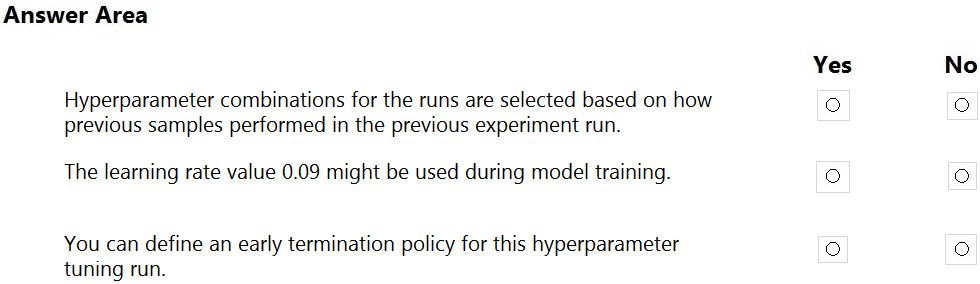 Answer Area
Yes No
Hyperparameter combinations for the runs are selected based on how
previous samples performed in the previous experiment run.
The learning rate value 0.09 might be used during model training.
You can define an early termination policy for this hyperparameter
tuning run.